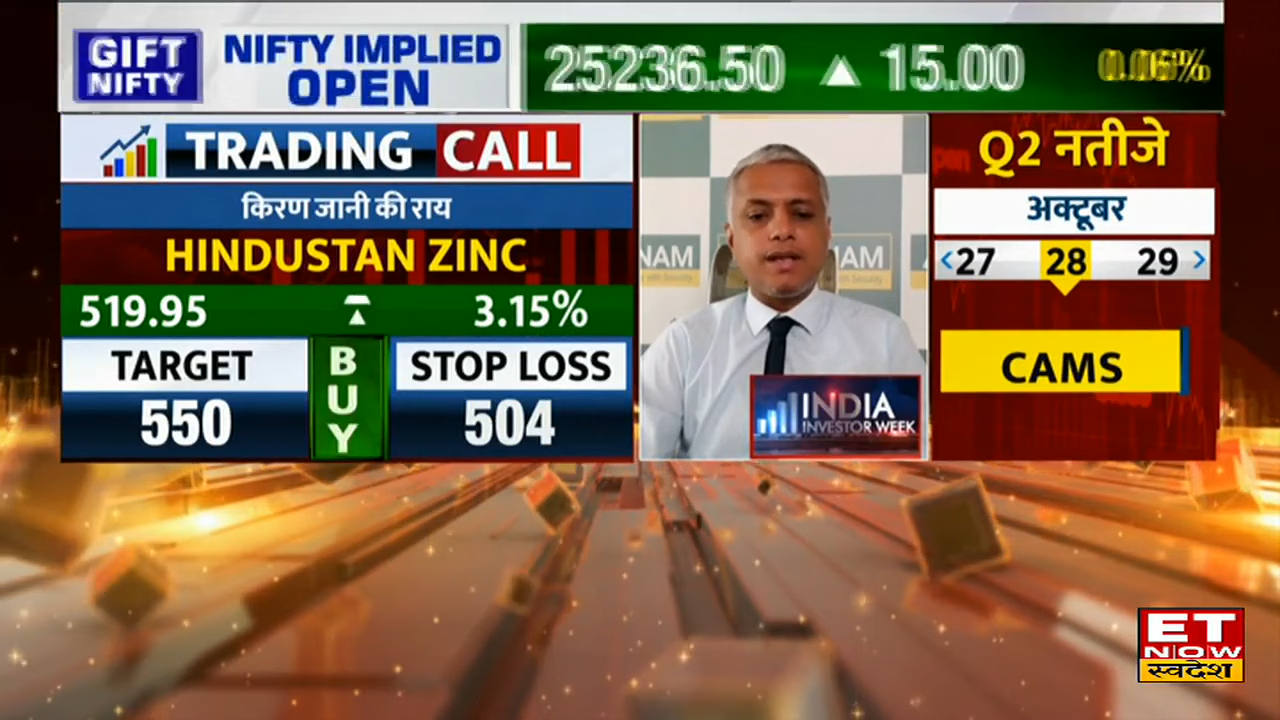 GIFT
NIFTY
NIFTY IMPLIED
OPEN
25236.50 ▲ 15.00
TRADING CALL
किरण जानी की राय
HINDUSTAN ZINC
519.95 3.15%
TARGET
BUY
STOP LOSS
550
504
NAM
INDIA
INVESTOR WEEK
Q2 नतीजे
अक्टूबर
27 28 29
CAMS
ET
NOW
स्वदेश